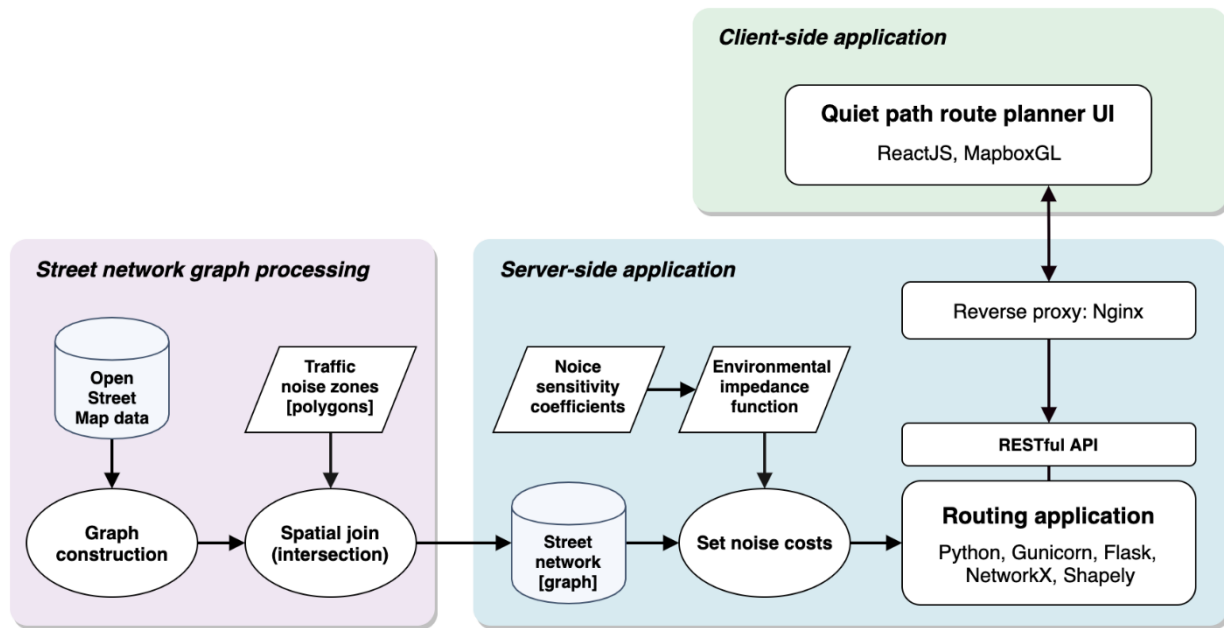 Client-side application
Quiet path route planner UI
ReactJS, MapboxGL
Street network graph processing
Open
Street
Map data
Traffic
noise zones
[polygons]
Graph
construction
Spatial join
(intersection)
Server-side application
Noice
sensitivity
coefficients
Environmental
impedance
function
Street
network
[graph]
Set noise costs
Reverse proxy: Nginx
RESTful API
Routing application
Python, Gunicorn, Flask,
NetworkX, Shapely